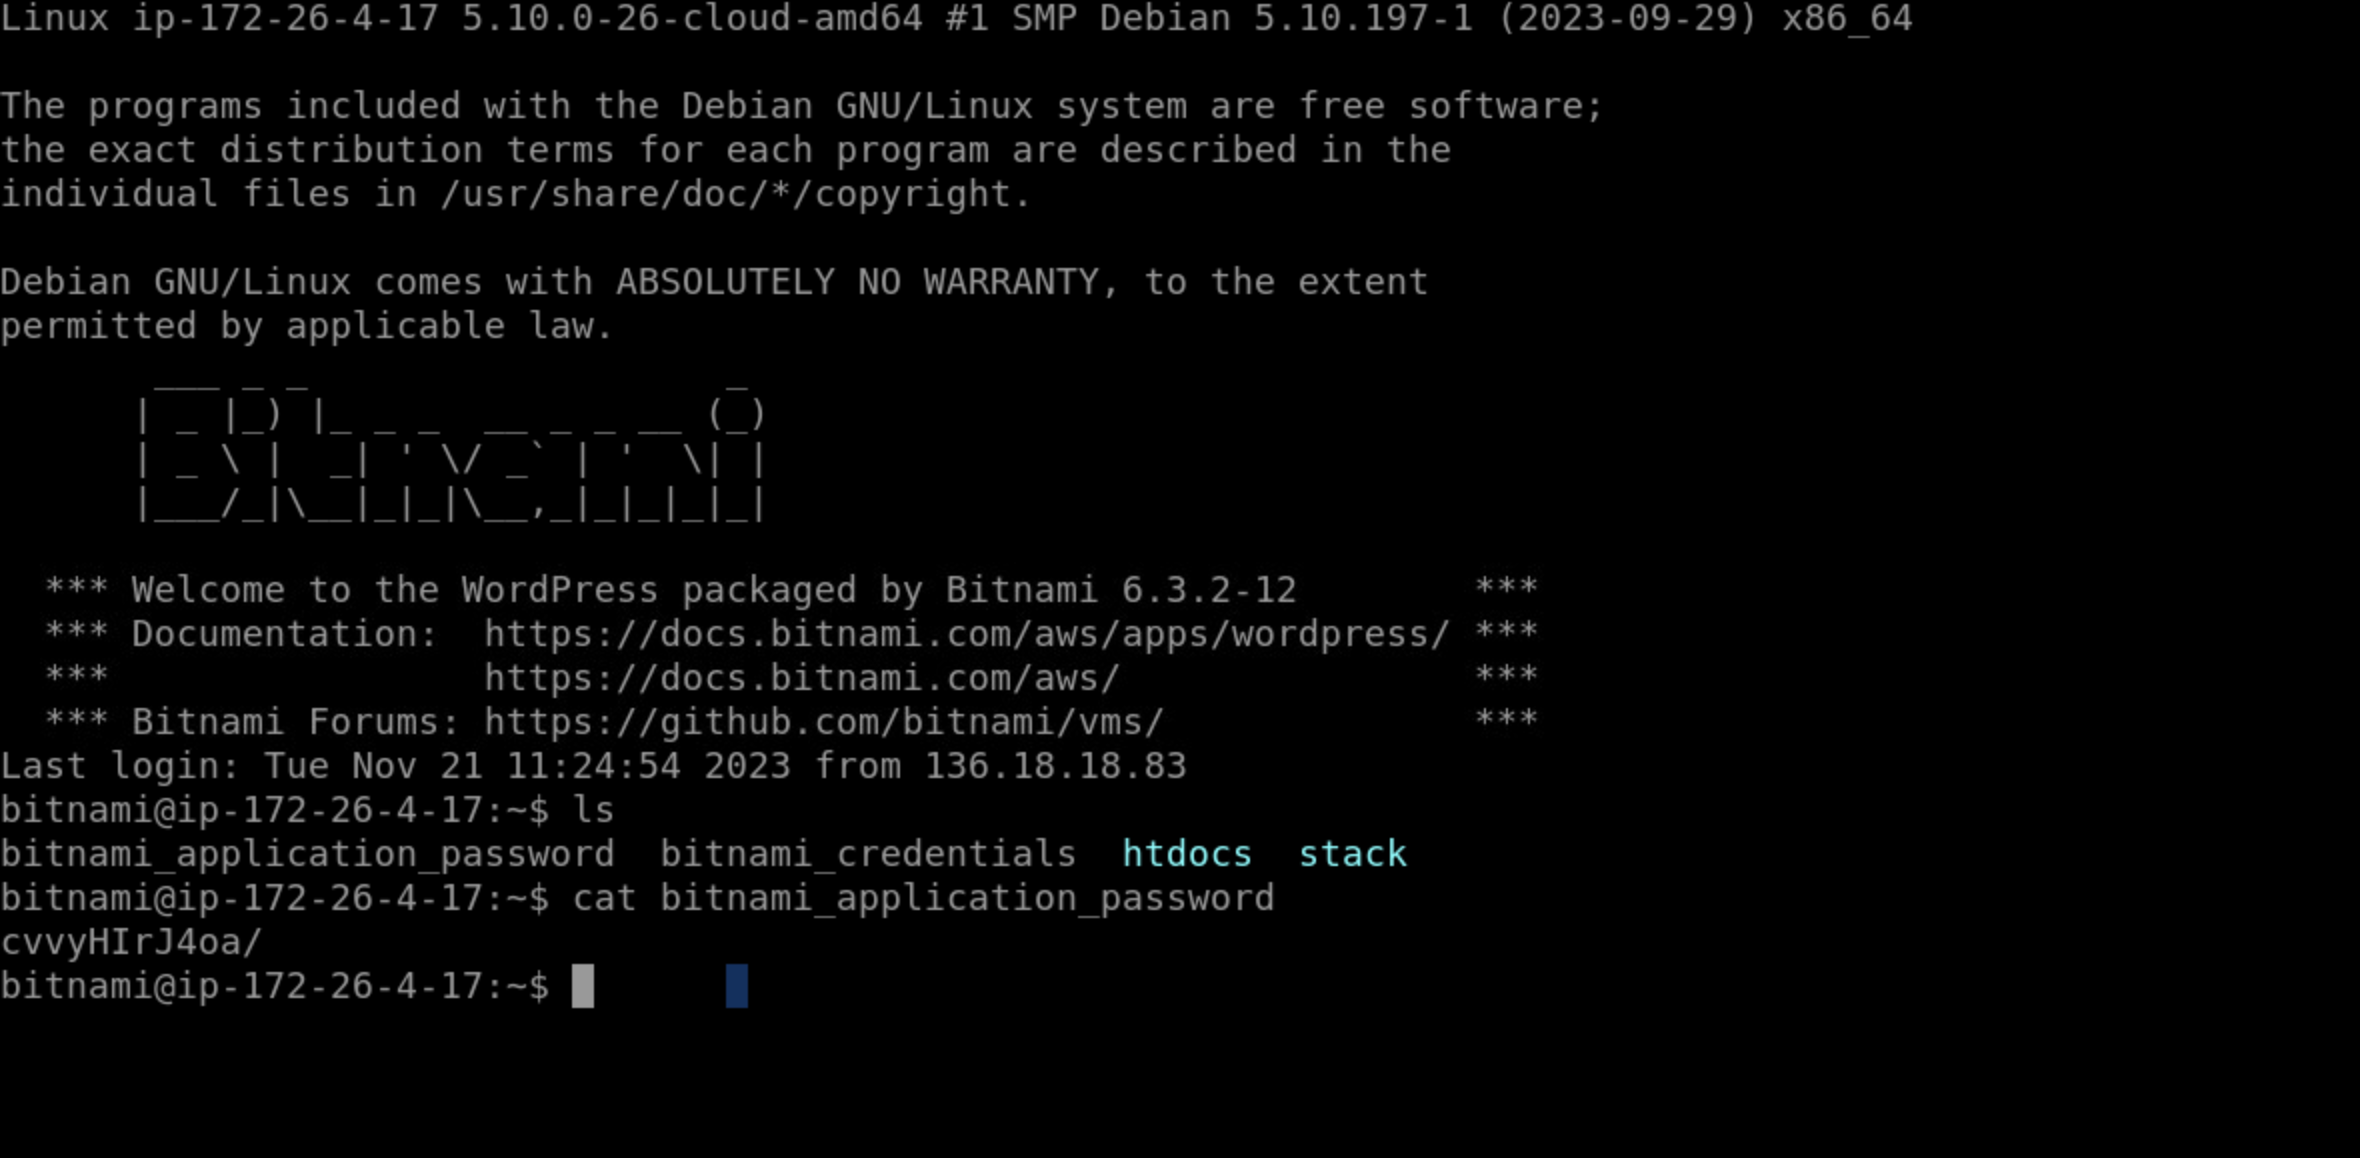 Linux ip-172-26-4-17 5.10.0-26-cloud-amd64 #1 SMP Debian 5.10.197-1 (2023-09-29) x86_64
The programs included with the Debian GNU/Linux system are free software;
the exact distribution terms for each program are described in the
individual files in /usr/share/doc/*/copyright.
Debian GNU/Linux comes with ABSOLUTELY NO WARRANTY, to the extent
permitted by applicable law.
Bitnami
*** Welcome to the WordPress packaged by Bitnami 6.3.2-12 ***
*** Documentation: https://docs.bitnami.com/aws/apps/wordpress/ ***
*** https://docs.bitnami.com/aws/ ***
*** Bitnami Forums: https://github.com/bitnami/vms/ ***
Last login: Tue Nov 21 11:24:54 2023 from 136.18.18.83
bitnami@ip-172-26-4-17:~$ ls
bitnami_application_password bitnami_credentials htdocs stack
bitnami@ip-172-26-4-17:~$ cat bitnami_application_password
cvvyHIrJ4oa/
bitnami@ip-172-26-4-17:~$